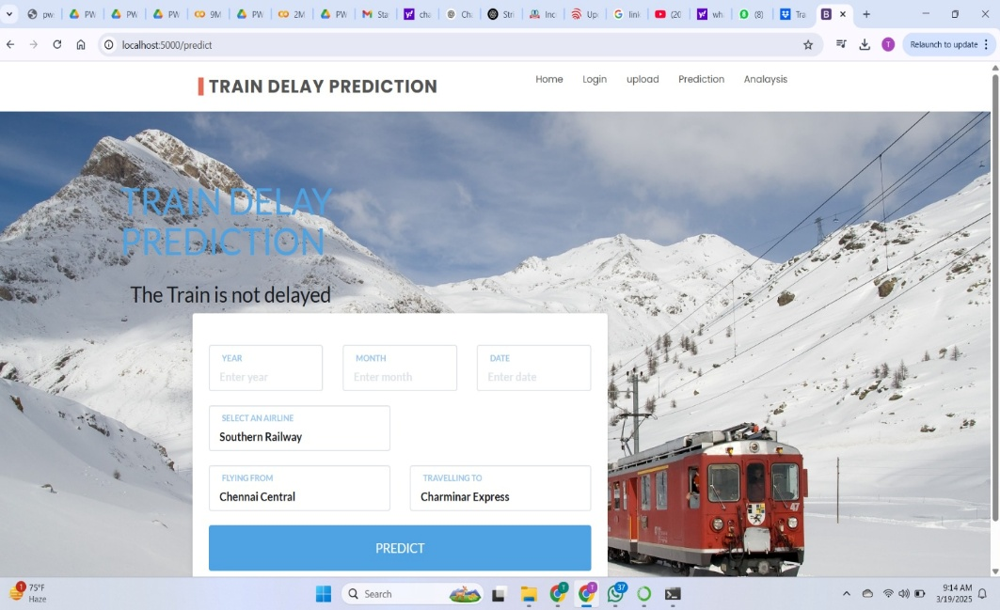 pw
PW
PW
PW
9M
PW
2M
PW
Sta
cha
Ch
Stri
Inc
Up
link
(20
wh
(8)
Tra
localhost:5000/predict
Relaunch to update
TRAIN DELAY PREDICTION
Home Login upload Prediction Analaysis
TRAIN DELAY
PREDICTION
The Train is not delayed
YEAR MONTH DATE
Enter year Enter month Enter date
SELECT AN AIRLINE
Southern Railway
FLYING FROM TRAVELLING TO
Chennai Central Charminar Express
PREDICT
47
75°F
Haze
Search
37
9:14 AM
3/19/2025